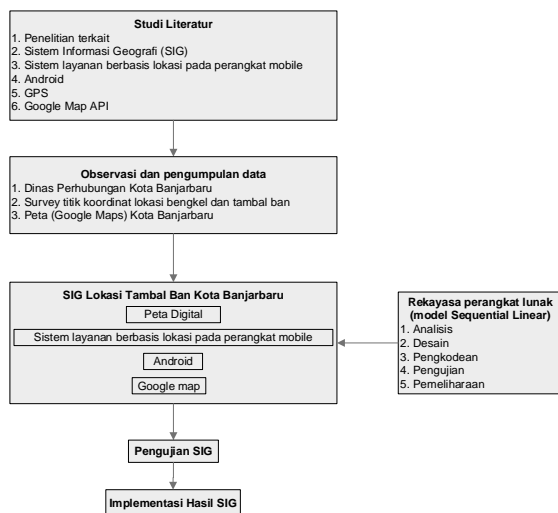 Studi Literatur
1. Penelitian terkait
2. Sistem Informasi Geografi (SIG)
3. Sistem layanan berbasis lokasi pada perangkat mobile
4. Android
5. GPS
6. Google Map API
Observasi dan pengumpulan data
1. Dinas Perhubungan Kota Banjarbaru
2. Survey titik koordinat lokasi bengkel dan tambal ban
3. Peta (Google Maps) Kota Banjarbaru
SIG Lokasi Tambal Ban Kota Banjarbaru
Peta Digital
Sistem layanan berbasis lokasi pada perangkat mobile
Android
Google map
Rekayasa perangkat lunak
(model Sequential Linear)
1. Analisis
2. Desain
3. Pengkodean
4. Pengujian
5. Pemeliharaan
Pengujian SIG
Implementasi Hasil SIG